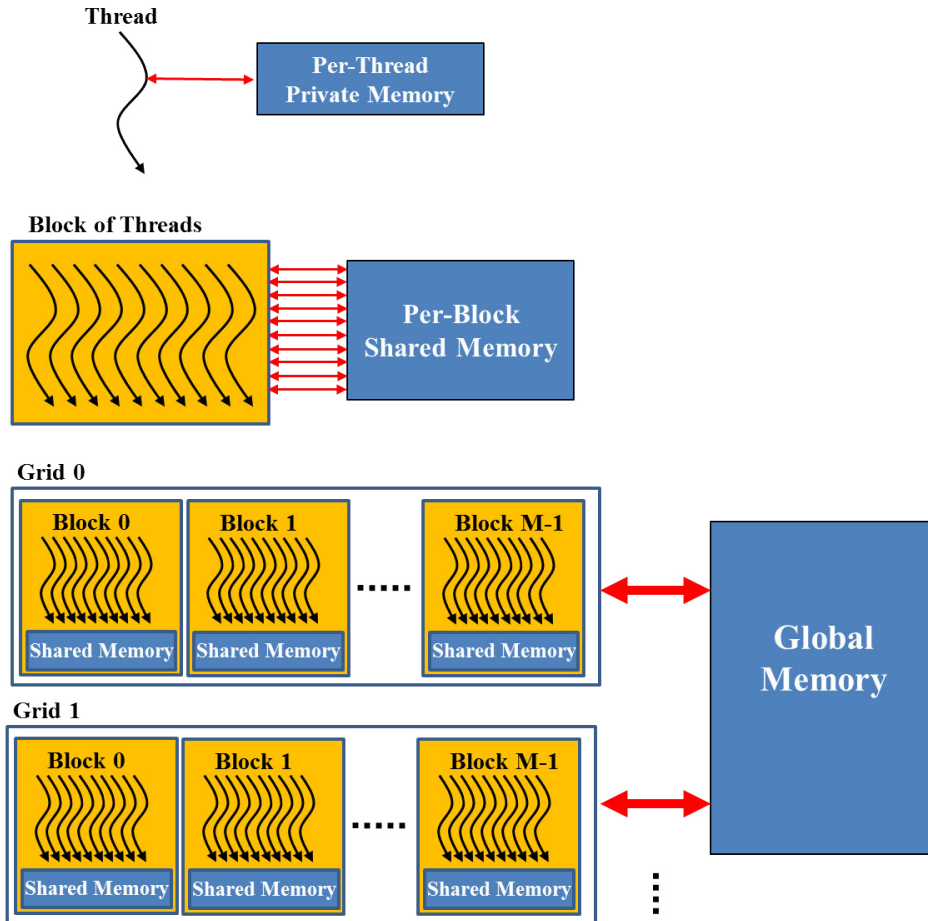 Thread
Per-Thread
Private Memory
Block of Threads
Per-Block
Shared Memory
Grid 0
Block 0
Block 1
Block M-1
Shared Memory
Shared Memory
Shared Memory
Global
Memory
Grid 1
Block 0
Block 1
Block M-1
Shared Memory
Shared Memory
Shared Memory